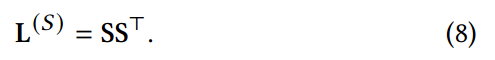 L⁽ˢ⁾ = SS⊤. (8)